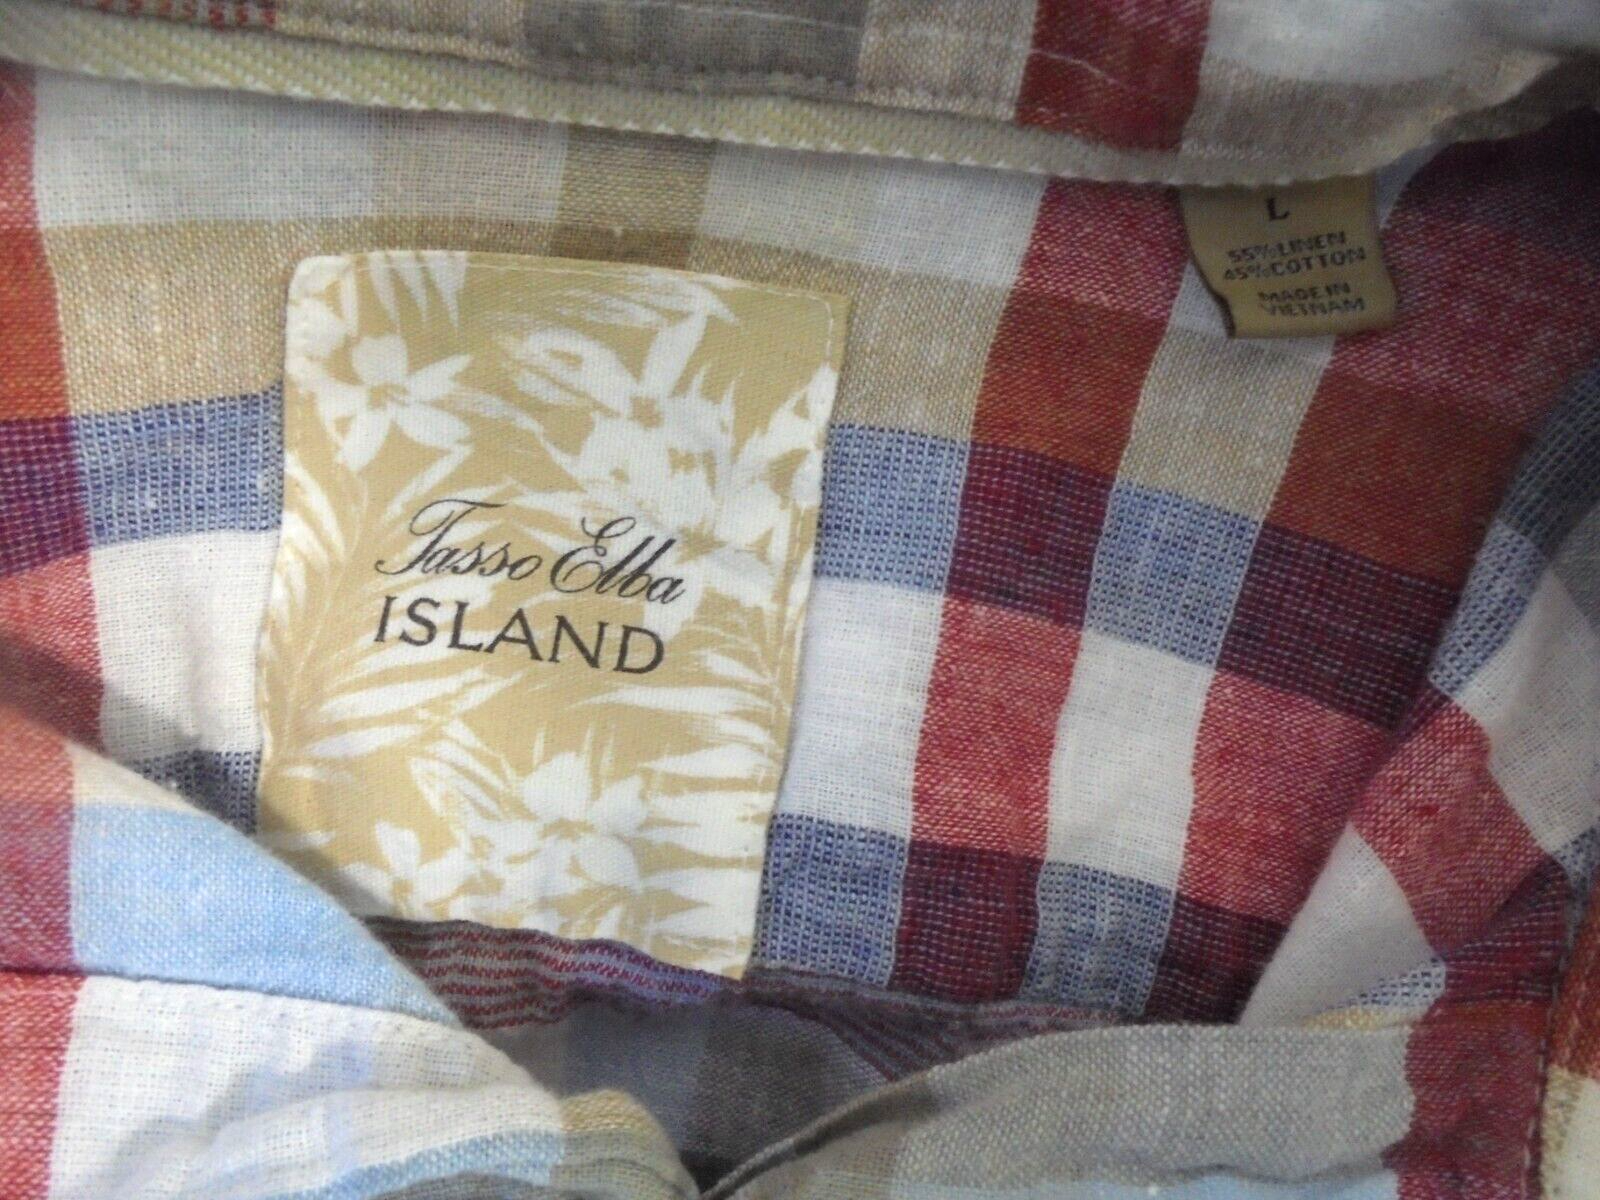 Tasso Elba
ISLAND
L
55% LINEN
45% COTTON
MADE IN
VIETNAM